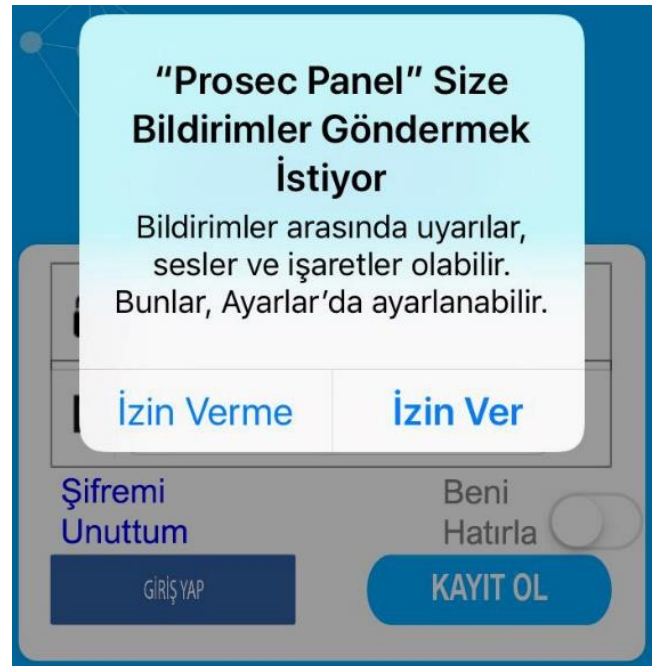 “Prosec Panel” Size
Bildirimler Göndermek
İstiyor
Bildirimler arasında uyarılar,
sesler ve işaretler olabilir.
Bunlar, Ayarlar’da ayarlanabilir.
İzin Verme
İzin Ver
Şifremi
Unuttum
Beni
Hatırla
GİRİŞ YAP
KAYIT OL